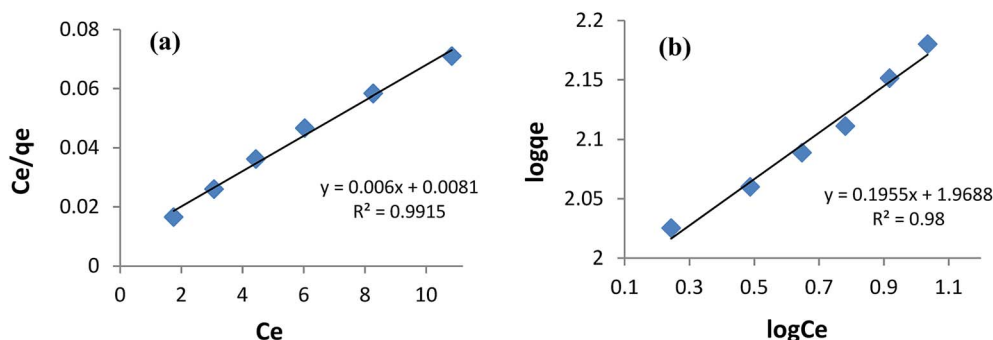 (a)
0.08
0.06
0.04
0.02
0
Ce/qe
y = 0.006x + 0.0081
R² = 0.9915
0 2 4 6 8 10
Ce
(b)
2.2
2.15
2.1
2.05
2
logqe
y = 0.1955x + 1.9688
R² = 0.98
0.1 0.3 0.5 0.7 0.9 1.1
logCe